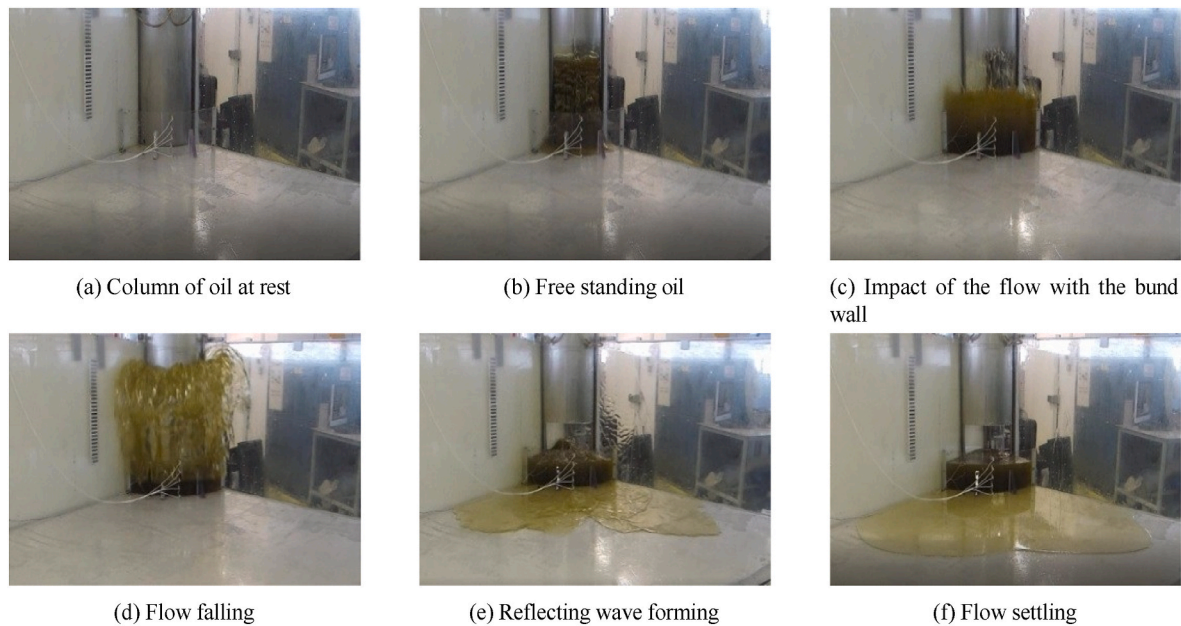 (a) Column of oil at rest
(b) Free standing oil
(c) Impact of the flow with the bund
wall
(d) Flow falling
(e) Reflecting wave forming
(f) Flow settling